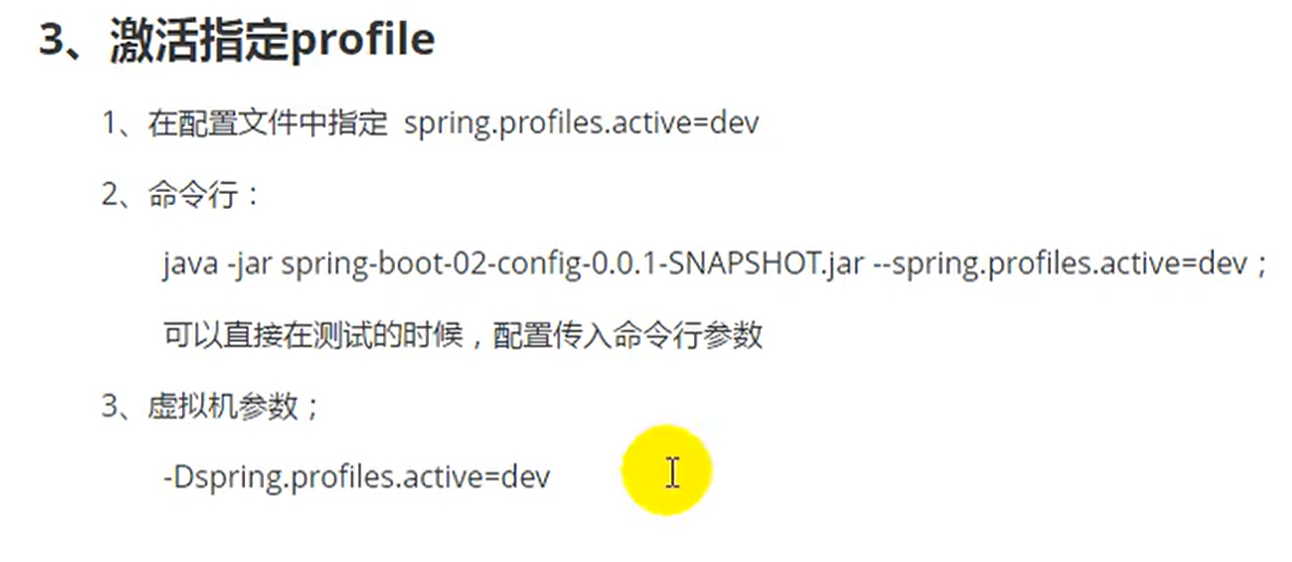 3、激活指定profile
1、在配置文件中指定 spring.profiles.active=dev
2、命令行：
java -jar spring-boot-02-config-0.0.1-SNAPSHOT.jar --spring.profiles.active=dev；
可以直接在测试的时候，配置传入命令行参数
3、虚拟机参数；
-Dspring.profiles.active=dev